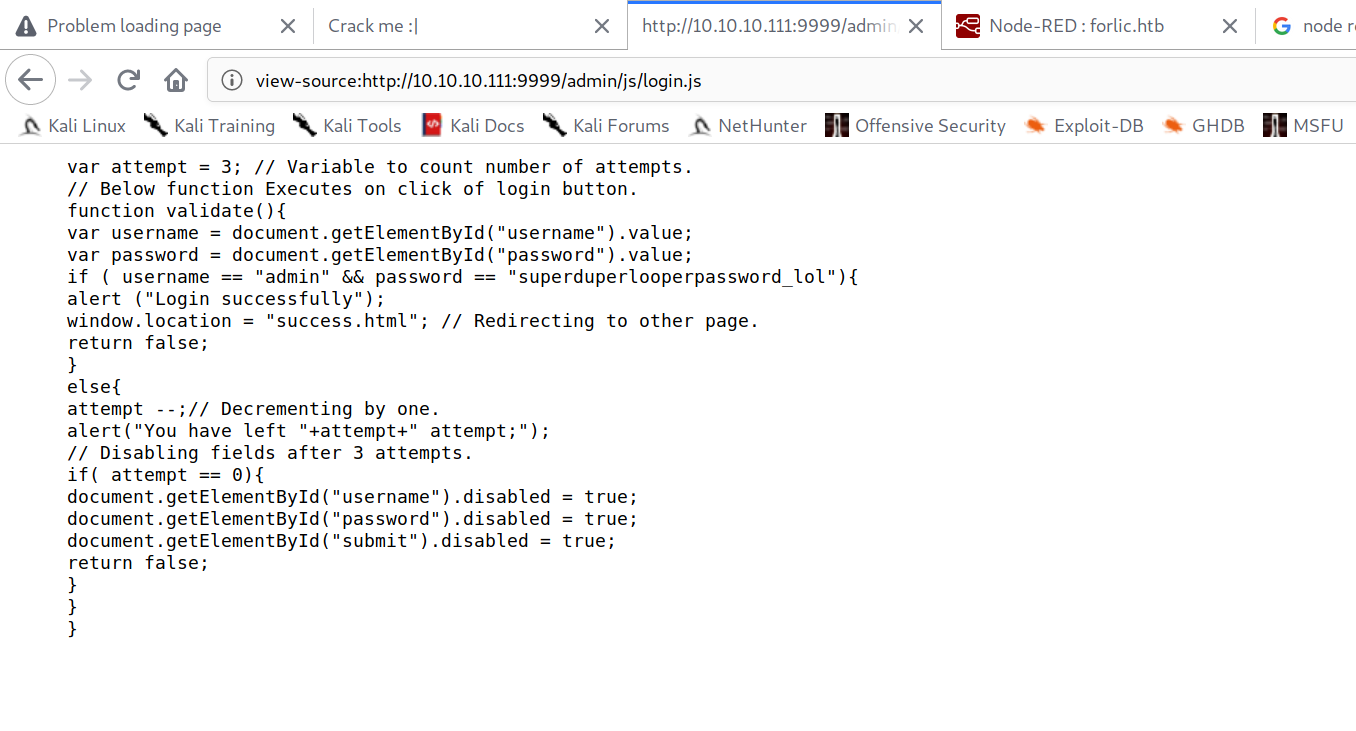 Problem loading page
Crack me :|
http://10.10.10.111:9999/admin
Node-RED : forlic.htb
node r
view-source:http://10.10.10.111:9999/admin/js/login.js
Kali Linux Kali Training Kali Tools Kali Docs Kali Forums NetHunter Offensive Security Exploit-DB GHDB MSFU
var attempt = 3; // Variable to count number of attempts.
// Below function Executes on click of login button.
function validate(){
var username = document.getElementById("username").value;
var password = document.getElementById("password").value;
if ( username == "admin" && password == "superduperlooperpassword_lol"){
alert ("Login successfully");
window.location = "success.html"; // Redirecting to other page.
return false;
}
else{
attempt --;// Decrementing by one.
alert("You have left "+attempt+" attempt;");
// Disabling fields after 3 attempts.
if( attempt == 0){
document.getElementById("username").disabled = true;
document.getElementById("password").disabled = true;
document.getElementById("submit").disabled = true;
return false;
}
}
}